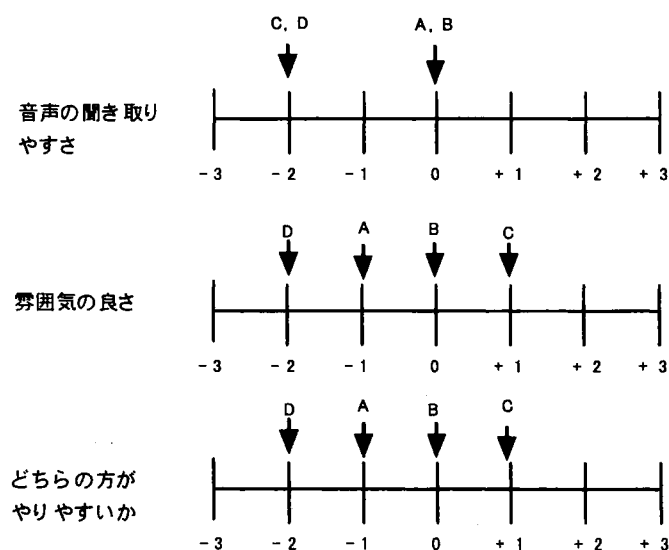 C, D A, B
音声の聞き取り
やすさ
-3 -2 -1 0 +1 +2 +3
D A B C
雰囲気の良さ
-3 -2 -1 0 +1 +2 +3
D A B C
どちらの方が
やりやすいか
-3 -2 -1 0 +1 +2 +3